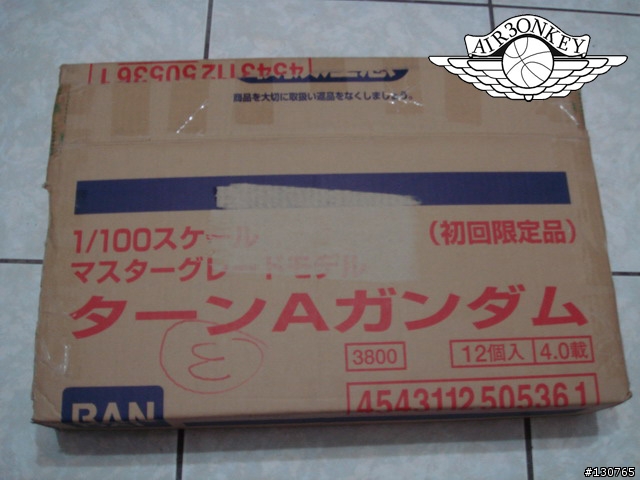 AIR3ONKEY
4543112505361
商品を大切に取扱い返品をなくしましょう。
1/100スケール
(初回限定品)
マスターグレードモデル
ターンAガンダム
3
3800
12個入
4.0載
BAN
4543112505361
#130765